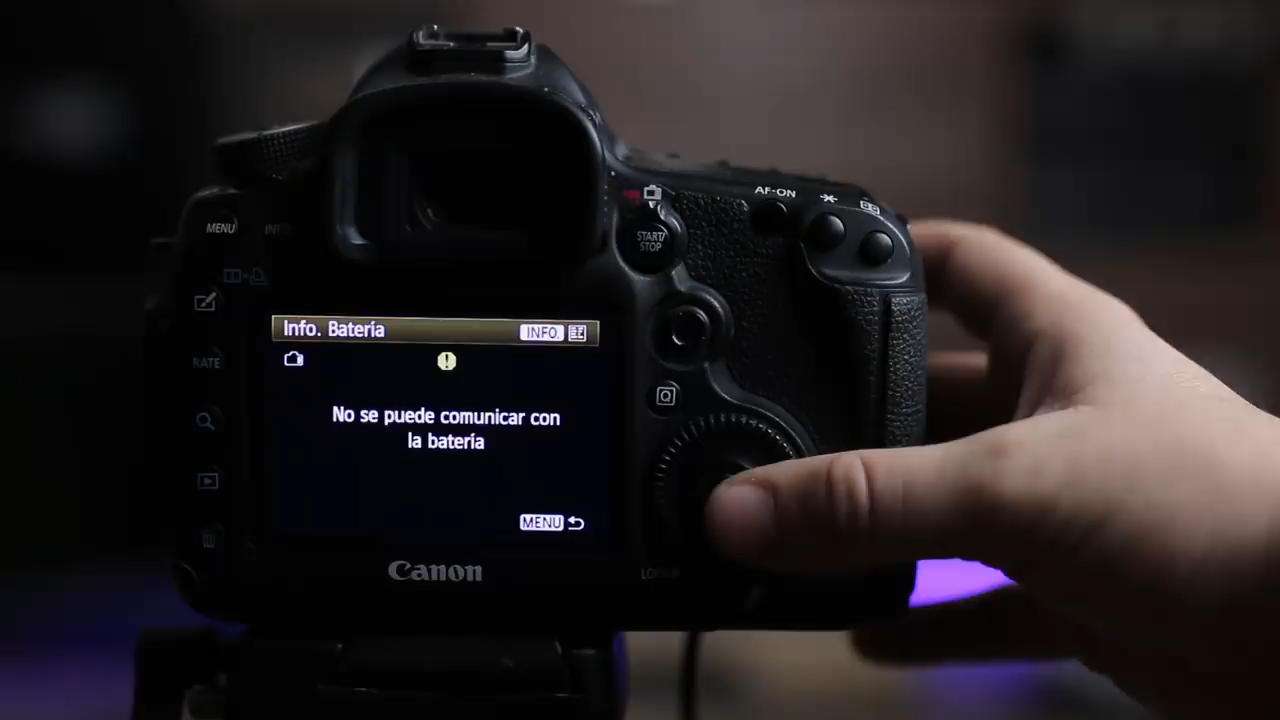 AF-ON
MENU
START/
STOP
RATE
Info. Batería
INFO.
No se puede comunicar con
la batería
Q
MENU
Canon